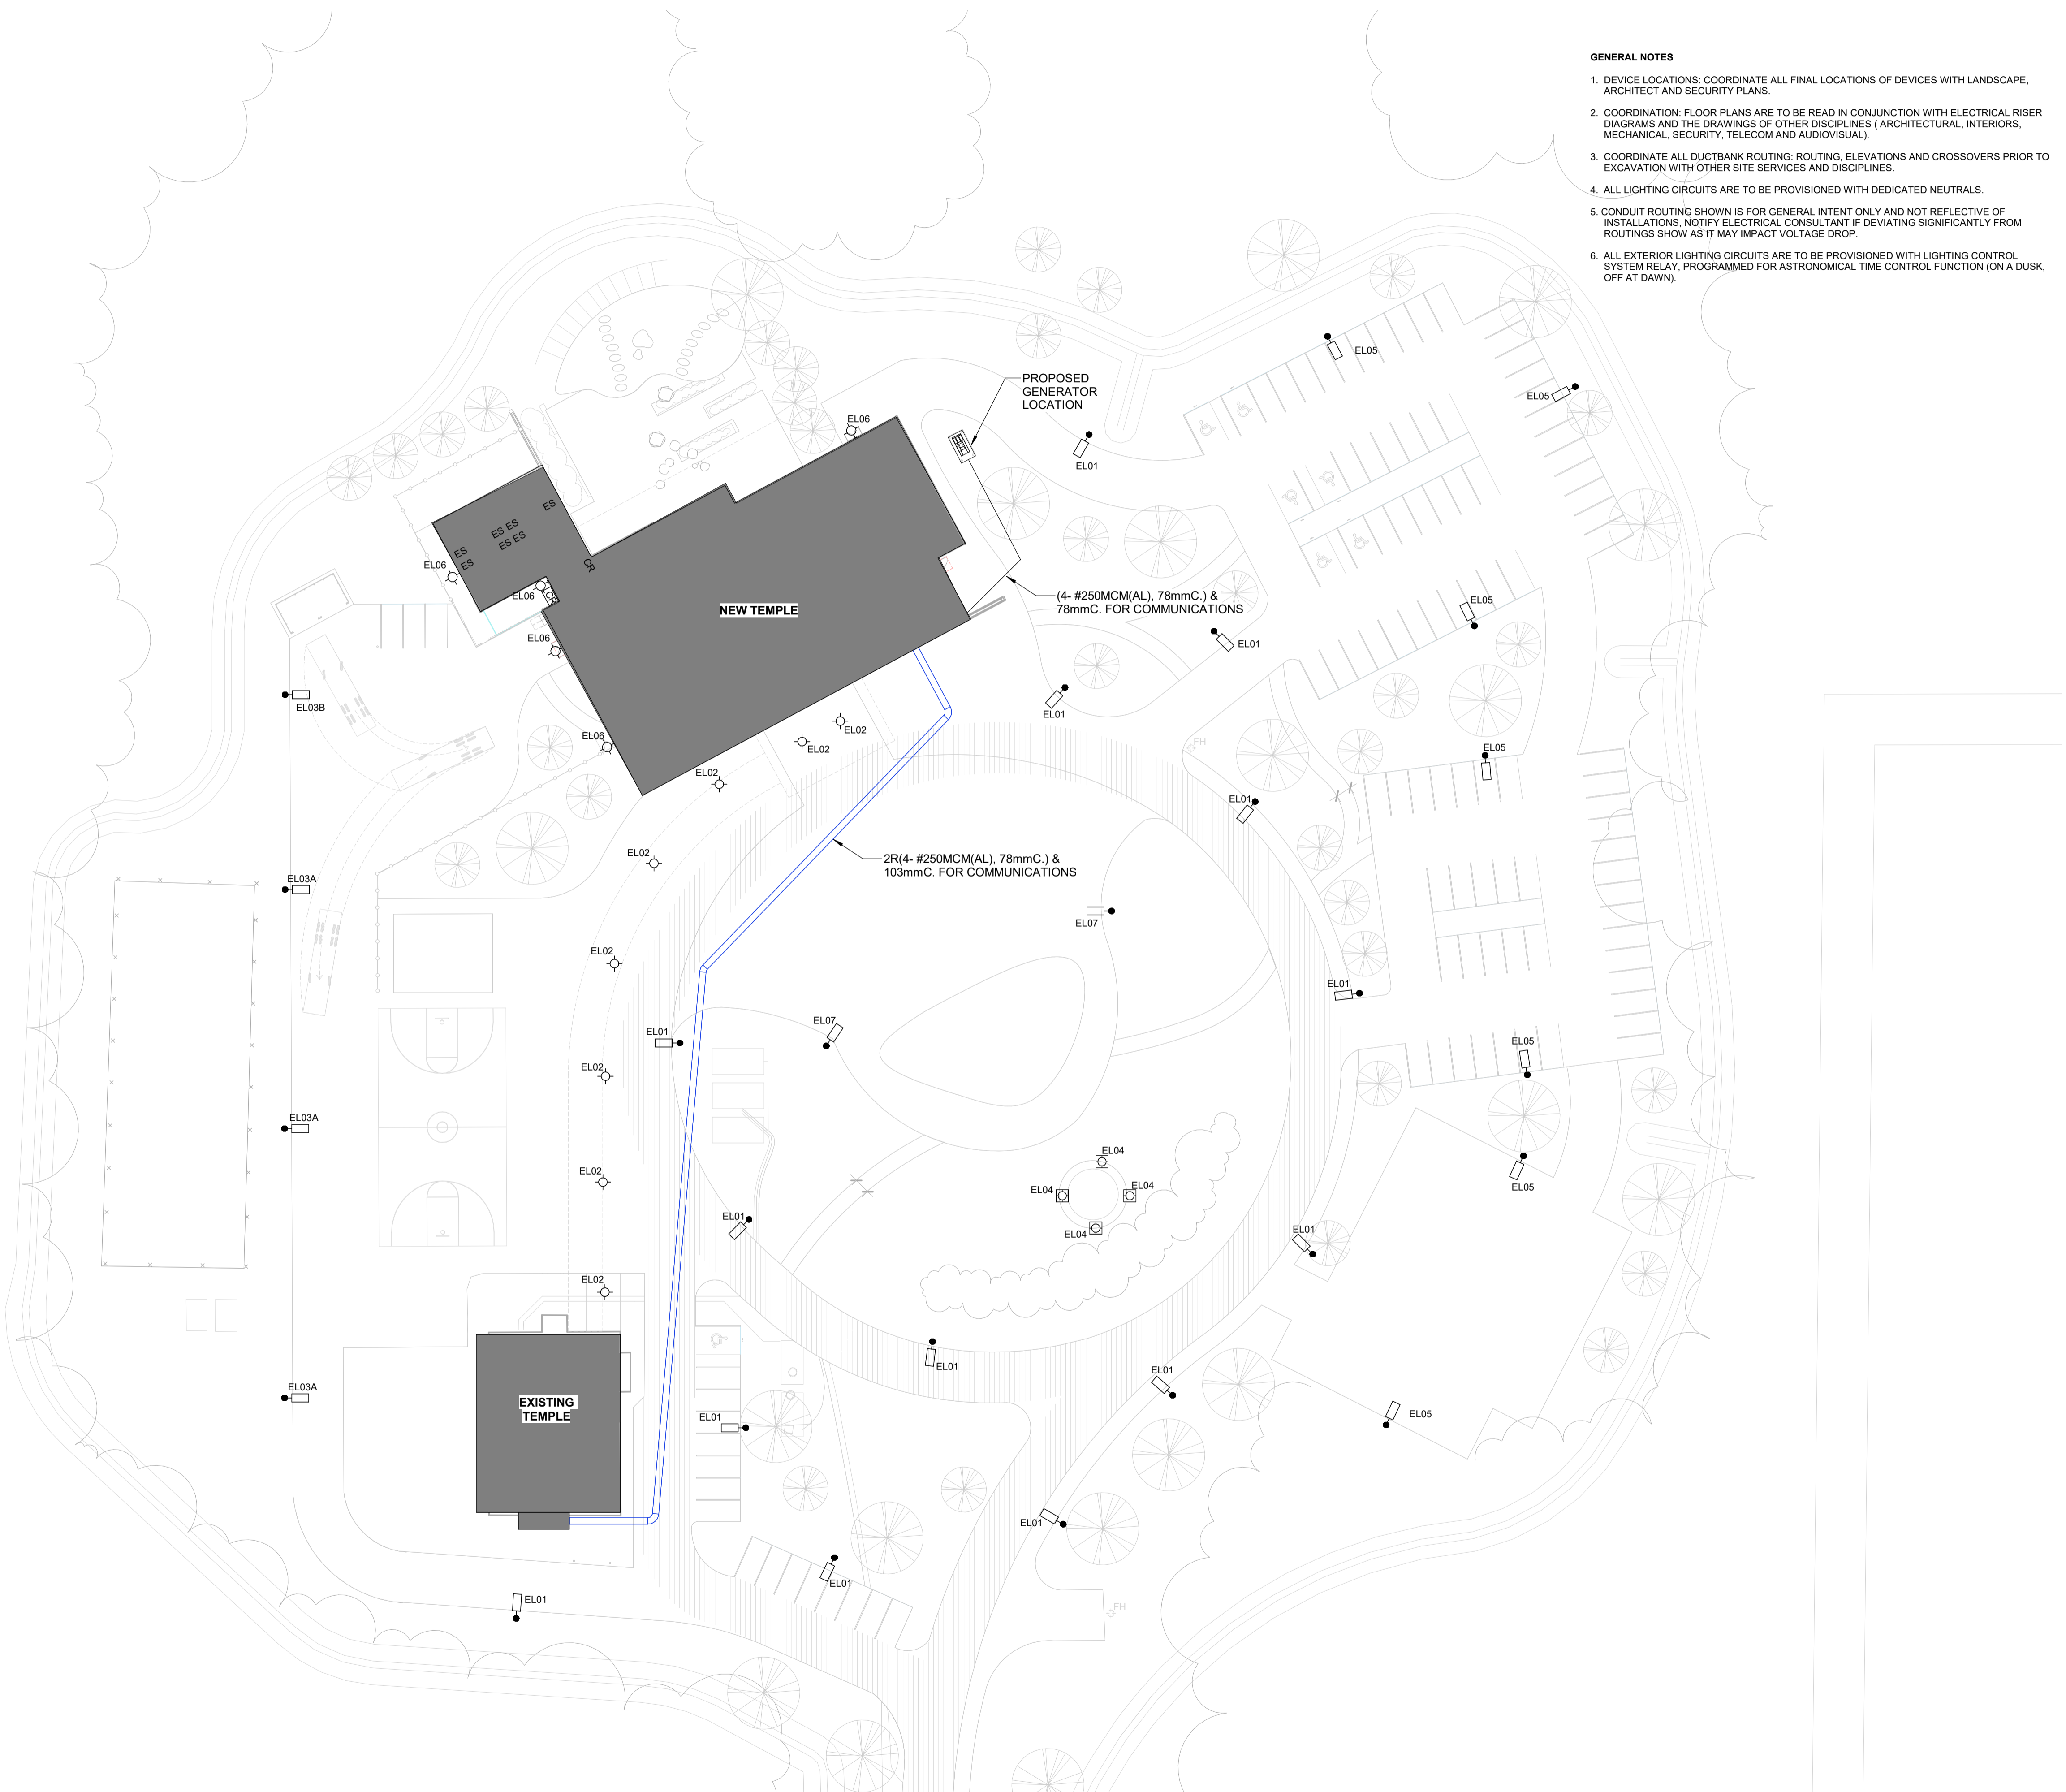 GENERAL NOTES
1. DEVICE LOCATIONS: COORDINATE ALL FINAL LOCATIONS OF DEVICES WITH LANDSCAPE,
ARCHITECT AND SECURITY PLANS.
2. COORDINATION: FLOOR PLANS ARE TO BE READ IN CONJUNCTION WITH ELECTRICAL RISER
DIAGRAMS AND THE DRAWINGS OF OTHER DISCIPLINES ( ARCHITECTURAL, INTERIORS,
MECHANICAL, SECURITY, TELECOM AND AUDIOVISUAL).
3. COORDINATE ALL DUCTBANK ROUTING: ROUTING, ELEVATIONS AND CROSSOVERS PRIOR TO
EXCAVATION WITH OTHER SITE SERVICES AND DISCIPLINES.
4. ALL LIGHTING CIRCUITS ARE TO BE PROVISIONED WITH DEDICATED NEUTRALS.
5. CONDUIT ROUTING SHOWN IS FOR GENERAL INTENT ONLY AND NOT REFLECTIVE OF
INSTALLATIONS, NOTIFY ELECTRICAL CONSULTANT IF DEVIATING SIGNIFICANTLY FROM
ROUTINGS SHOW AS IT MAY IMPACT VOLTAGE DROP.
6. ALL EXTERIOR LIGHTING CIRCUITS ARE TO BE PROVISIONED WITH LIGHTING CONTROL
SYSTEM RELAY, PROGRAMMED FOR ASTRONOMICAL TIME CONTROL FUNCTION (ON A DUSK,
OFF AT DAWN).
EL05
PROPOSED
GENERATOR
LOCATION
EL05
EL06
EL01
ES
ES ES
ES ES
ES
ES
EL06
CR
EL06
CR
(4- #250MCM(AL), 78mmC.) &
78mmC. FOR COMMUNICATIONS
EL05
NEW TEMPLE
EL06
EL01
EL03B
EL01
EL06
EL02
EL02
FH
EL05
EL02
EL01
EL02
2R(4- #250MCM(AL), 78mmC.) &
103mmC. FOR COMMUNICATIONS
EL03A
EL07
EL02
EL01
EL07
EL01
EL05
EL02
EL03A
EL04
EL02
EL04
EL04
EL05
EL01
EL04
EL01
EL02
EL01
EL01
EL03A
EXISTING
TEMPLE
EL01
EL05
EL01
EL01
EL01
FH